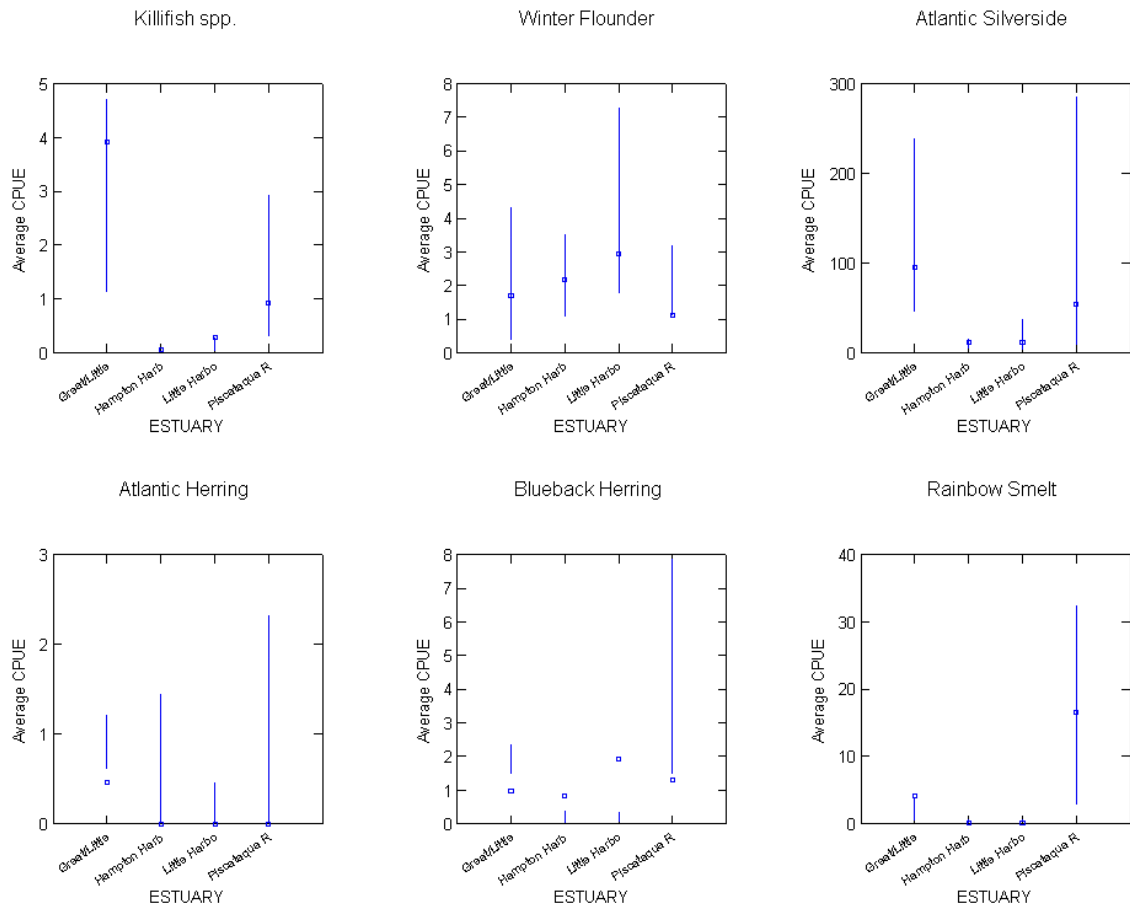 Killifish spp.
5
4
3
2
1
0
Average CPUE
Great/Little
Hampton Harb
Little Harbo
Piscataqua R
ESTUARY
Winter Flounder
8
7
6
5
4
3
2
1
0
Average CPUE
Great/Little
Hampton Harb
Little Harbo
Piscataqua R
ESTUARY
Atlantic Silverside
300
200
100
0
Average CPUE
Great/Little
Hampton Harb
Little Harbo
Piscataqua R
ESTUARY
Atlantic Herring
3
2
1
0
Average CPUE
Great/Little
Hampton Harb
Little Harbo
Piscataqua R
ESTUARY
Blueback Herring
8
7
6
5
4
3
2
1
0
Average CPUE
Great/Little
Hampton Harb
Little Harbo
Piscataqua R
ESTUARY
Rainbow Smelt
40
30
20
10
0
Average CPUE
Great/Little
Hampton Harb
Little Harbo
Piscataqua R
ESTUARY